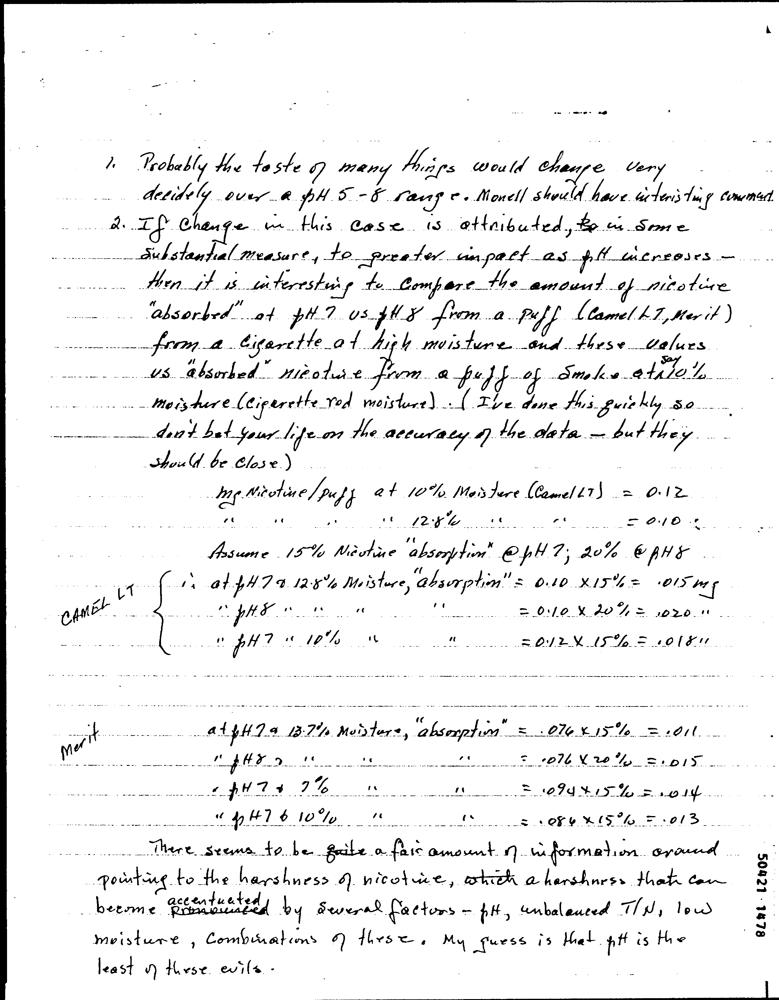 1. Probably the taste of many things would change very
decidely over a pH 5-8 range. Monell should have interisting comment.
2. If change in this case is attributed, to in some
substantial measure, to greater impact as pH increases -
then it is interesting to compare the amount of nicotine
"absorbed" at pH 7 vs pH 8 from a puff (Camel LT, Merit)
from a cigarette at high moisture and these values
vs "absorbed" nicotine from a puff of smoke at say 10%
moisture (cigarette rod moisture). (I've done this quickly so
don't bet your life on the accuracy of the data - but they
should be close.)
mg Nicotine/puff at 10% Moisture (Camel LT) = 0.12
" " " " 12.8% " " = 0.10
Assume 15% Nicotine "absorption" @ pH 7; 20% @ pH 8
CAMEL LT
∴ at pH 7 & 12.8% Moisture, "absorption" = 0.10 X 15% = .015 mg
" pH 8 " " " " = 0.10 X 20% = .020 "
" pH 7 " 10% " " = 0.12 X 15% = .018 "
Merit
at pH 7 & 13.7% Moisture, "absorption" = .076 X 15% = .011
" pH 8 " " " = .076 X 20% = .015
" pH 7 & 7% " " = .094 X 15% = .014
" pH 7 & 10% " " = .086 X 15% = .013
There seems to be quite a fair amount of information around
pointing to the harshness of nicotine, which a harshness that can
become pronounced accentuated by several factors - pH, unbalanced T/N, low
moisture, combinations of these. My guess is that pH is the
least of these evils.
50421 1478